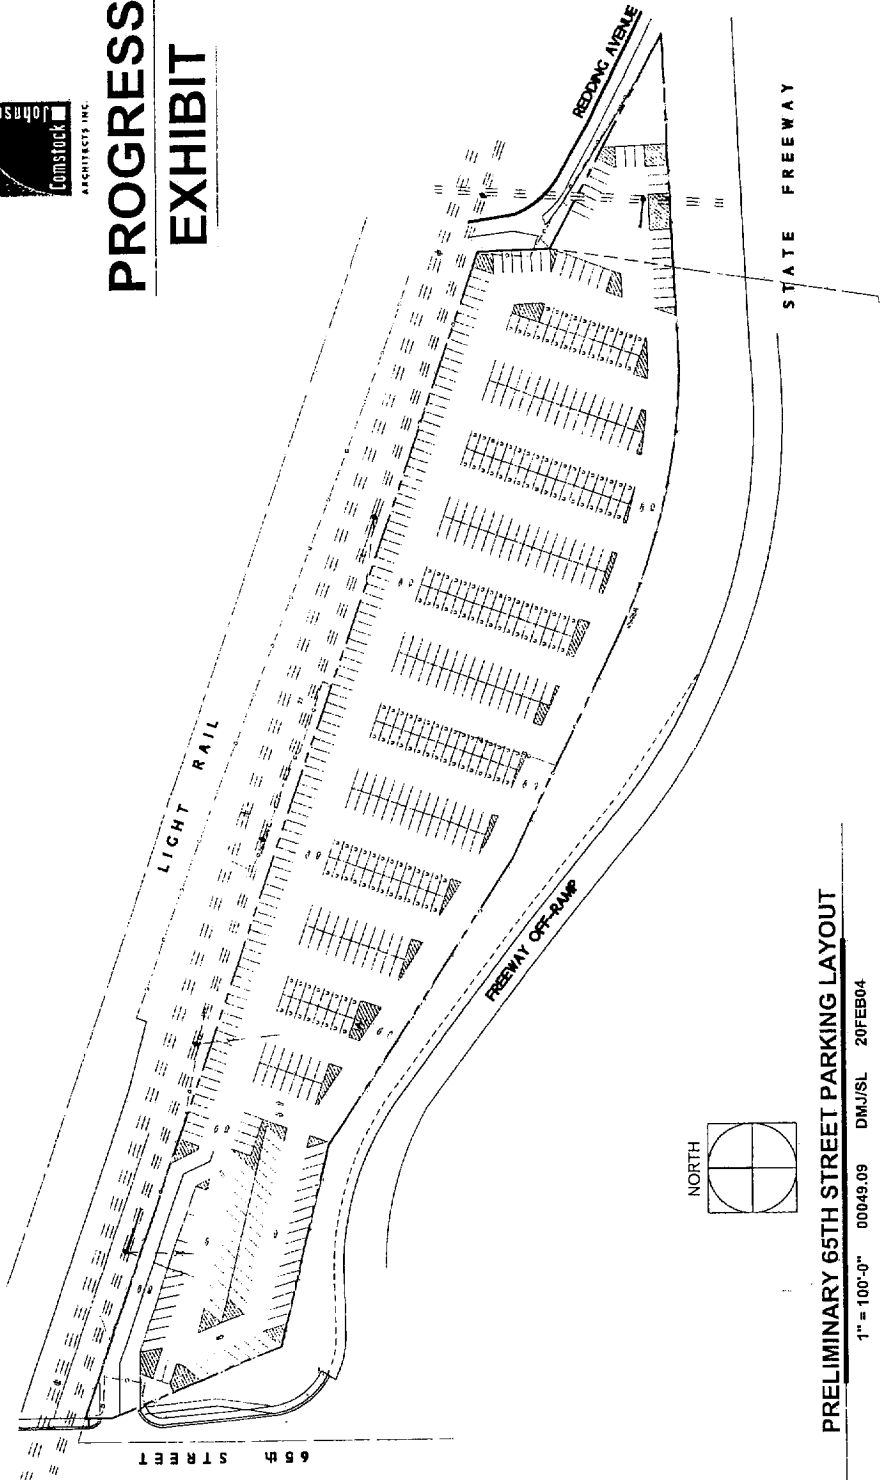 Johnson
Comstock
ARCHITECTS INC.
PROGRESS
EXHIBIT
REDDING AVENUE
STATE FREEWAY
LIGHT RAIL
FREEWAY OFF-RAMP
65th STREET
NORTH
PRELIMINARY 65TH STREET PARKING LAYOUT
1" = 100'-0" 00049.09 DMJ/SL 20FEB04